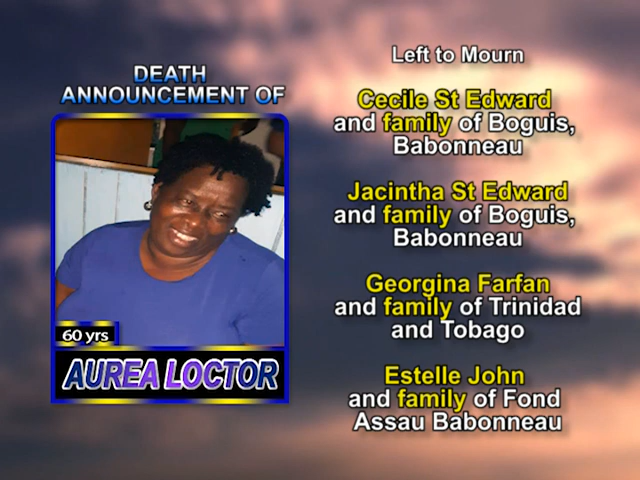 DEATH
ANNOUNCEMENT OF
60 yrs
AUREA LOCTOR
Left to Mourn
Cecile St Edward
and family of Boguis,
Babonneau
Jacintha St Edward
and family of Boguis,
Babonneau
Georgina Farfan
and family of Trinidad
and Tobago
Estelle John
and family of Fond
Assau Babonneau